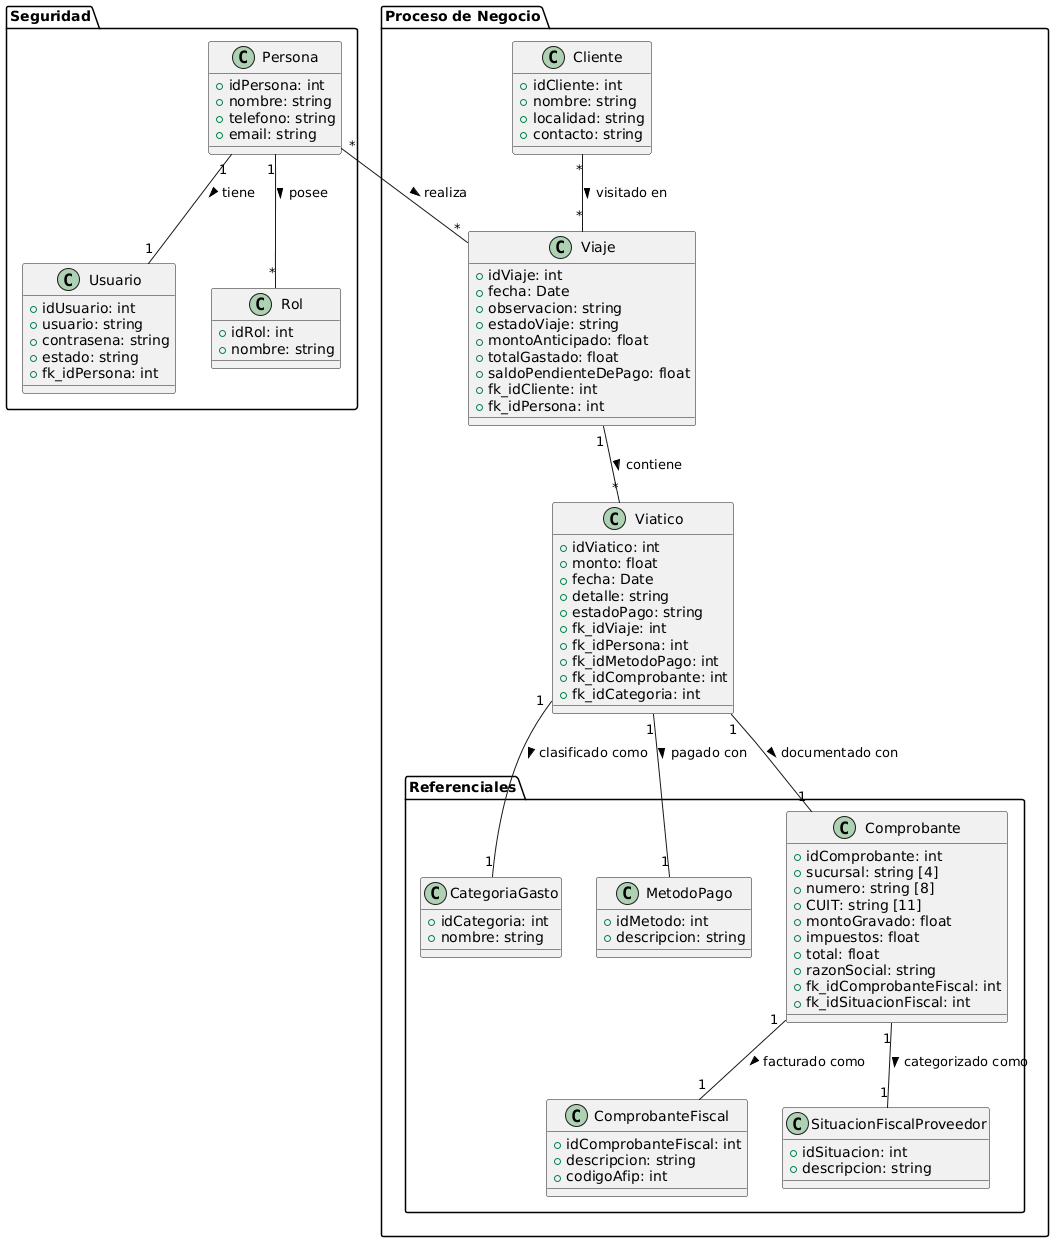 Seguridad
Proceso de Negocio
C Persona
+ idPersona: int
+ nombre: string
+ telefono: string
+ email: string
C Cliente
+ idCliente: int
+ nombre: string
+ localidad: string
+ contacto: string
1
1
*
*
tiene
posee
realiza
visitado en
1
*
*
*
C Usuario
+ idUsuario: int
+ usuario: string
+ contrasena: string
+ estado: string
+ fk_idPersona: int
C Rol
+ idRol: int
+ nombre: string
C Viaje
+ idViaje: int
+ fecha: Date
+ observacion: string
+ estadoViaje: string
+ montoAnticipado: float
+ totalGastado: float
+ saldoPendienteDePago: float
+ fk_idCliente: int
+ fk_idPersona: int
1
contiene
*
C Viatico
+ idViatico: int
+ monto: float
+ fecha: Date
+ detalle: string
+ estadoPago: string
+ fk_idViaje: int
+ fk_idPersona: int
+ fk_idMetodoPago: int
+ fk_idComprobante: int
+ fk_idCategoria: int
1
1
1
clasificado como
pagado con
documentado con
Referenciales
1
1
1
C CategoriaGasto
+ idCategoria: int
+ nombre: string
C MetodoPago
+ idMetodo: int
+ descripcion: string
C Comprobante
+ idComprobante: int
+ sucursal: string [4]
+ numero: string [8]
+ CUIT: string [11]
+ montoGravado: float
+ impuestos: float
+ total: float
+ razonSocial: string
+ fk_idComprobanteFiscal: int
+ fk_idSituacionFiscal: int
1
1
facturado como
categorizado como
1
1
C ComprobanteFiscal
+ idComprobanteFiscal: int
+ descripcion: string
+ codigoAfip: int
C SituacionFiscalProveedor
+ idSituacion: int
+ descripcion: string